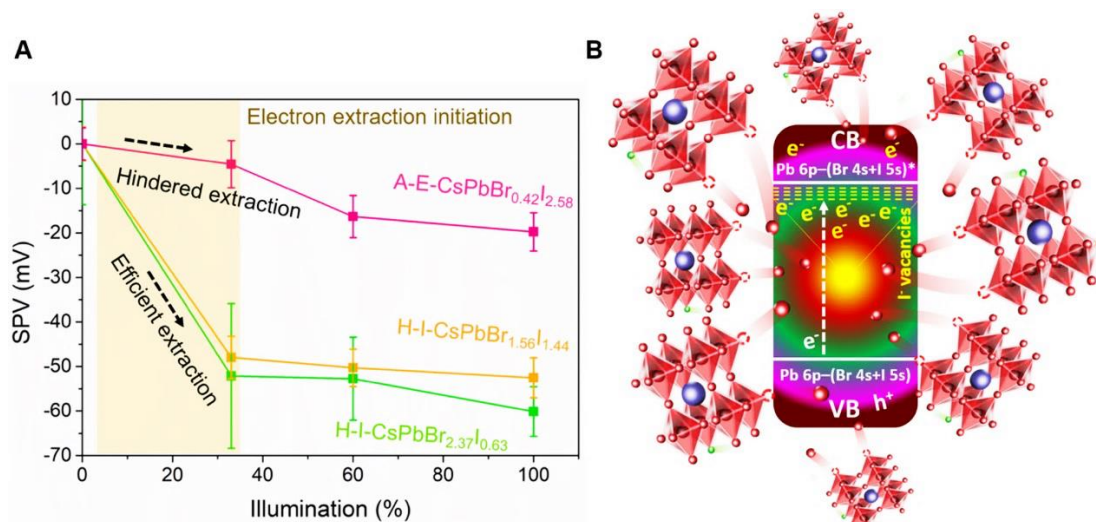 A
10
0
-10
-20
-30
-40
-50
-60
-70
SPV (mV)
Electron extraction initiation
Hindered extraction
A-E-CsPbBr0.42I2.58
Efficient extraction
H-I-CsPbBr1.56I1.44
H-I-CsPbBr2.37I0.63
0 20 40 60 80 100
Illumination (%)
B
CB
e- e-
Pb 6p–(Br 4s+I 5s)*
e- e- e- e-
e- e-
I- vacancies
e-
Pb 6p–(Br 4s+I 5s)
VB h+